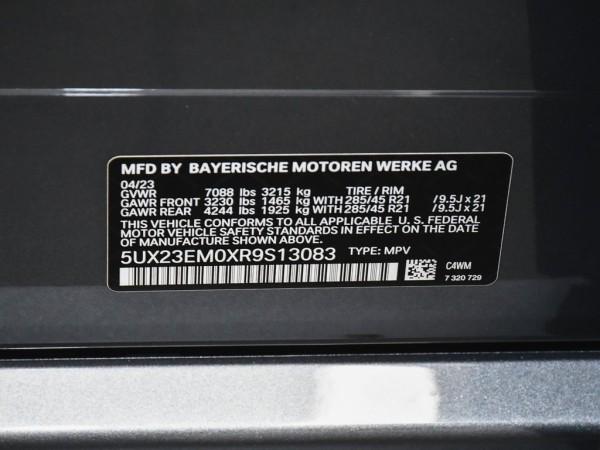 MFD BY BAYERISCHE MOTOREN WERKE AG
04/23
GVWR 7088 lbs 3215 kg TIRE / RIM
GAWR FRONT 3230 lbs 1465 kg WITH 285/45 R21 /9.5J x 21
GAWR REAR 4244 lbs 1925 kg WITH 285/45 R21 /9.5J x 21
THIS VEHICLE CONFORMS TO ALL APPLICABLE U. S. FEDERAL
MOTOR VEHICLE SAFETY STANDARDS IN EFFECT ON THE
DATE OF MANUFACTURE SHOWN ABOVE.
5UX23EM0XR9S13083 TYPE: MPV
C4WM
7 320 729